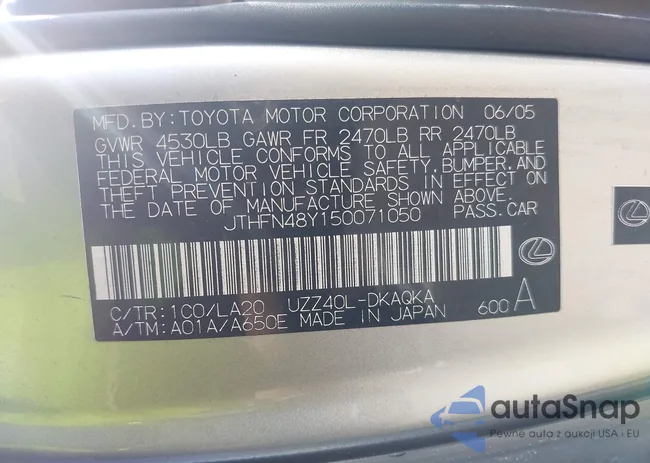 MFD.BY:TOYOTA MOTOR CORPORATION 06/05
GVWR 4530LB GAWR FR 2470LB RR 2470LB
THIS VEHICLE CONFORMS TO ALL APPLICABLE
FEDERAL MOTOR VEHICLE SAFETY,BUMPER,AND
THEFT PREVENTION STANDARDS IN EFFECT ON
THE DATE OF MANUFACTURE SHOWN ABOVE.
JTHFN48Y150071050 PASS.CAR
C/TR:1C0/LA20 UZZ40L-DKAQKA
A/TM:A01A/A650E MADE IN JAPAN 600 A
autaSnap
Pewne auta z aukcji USA i EU